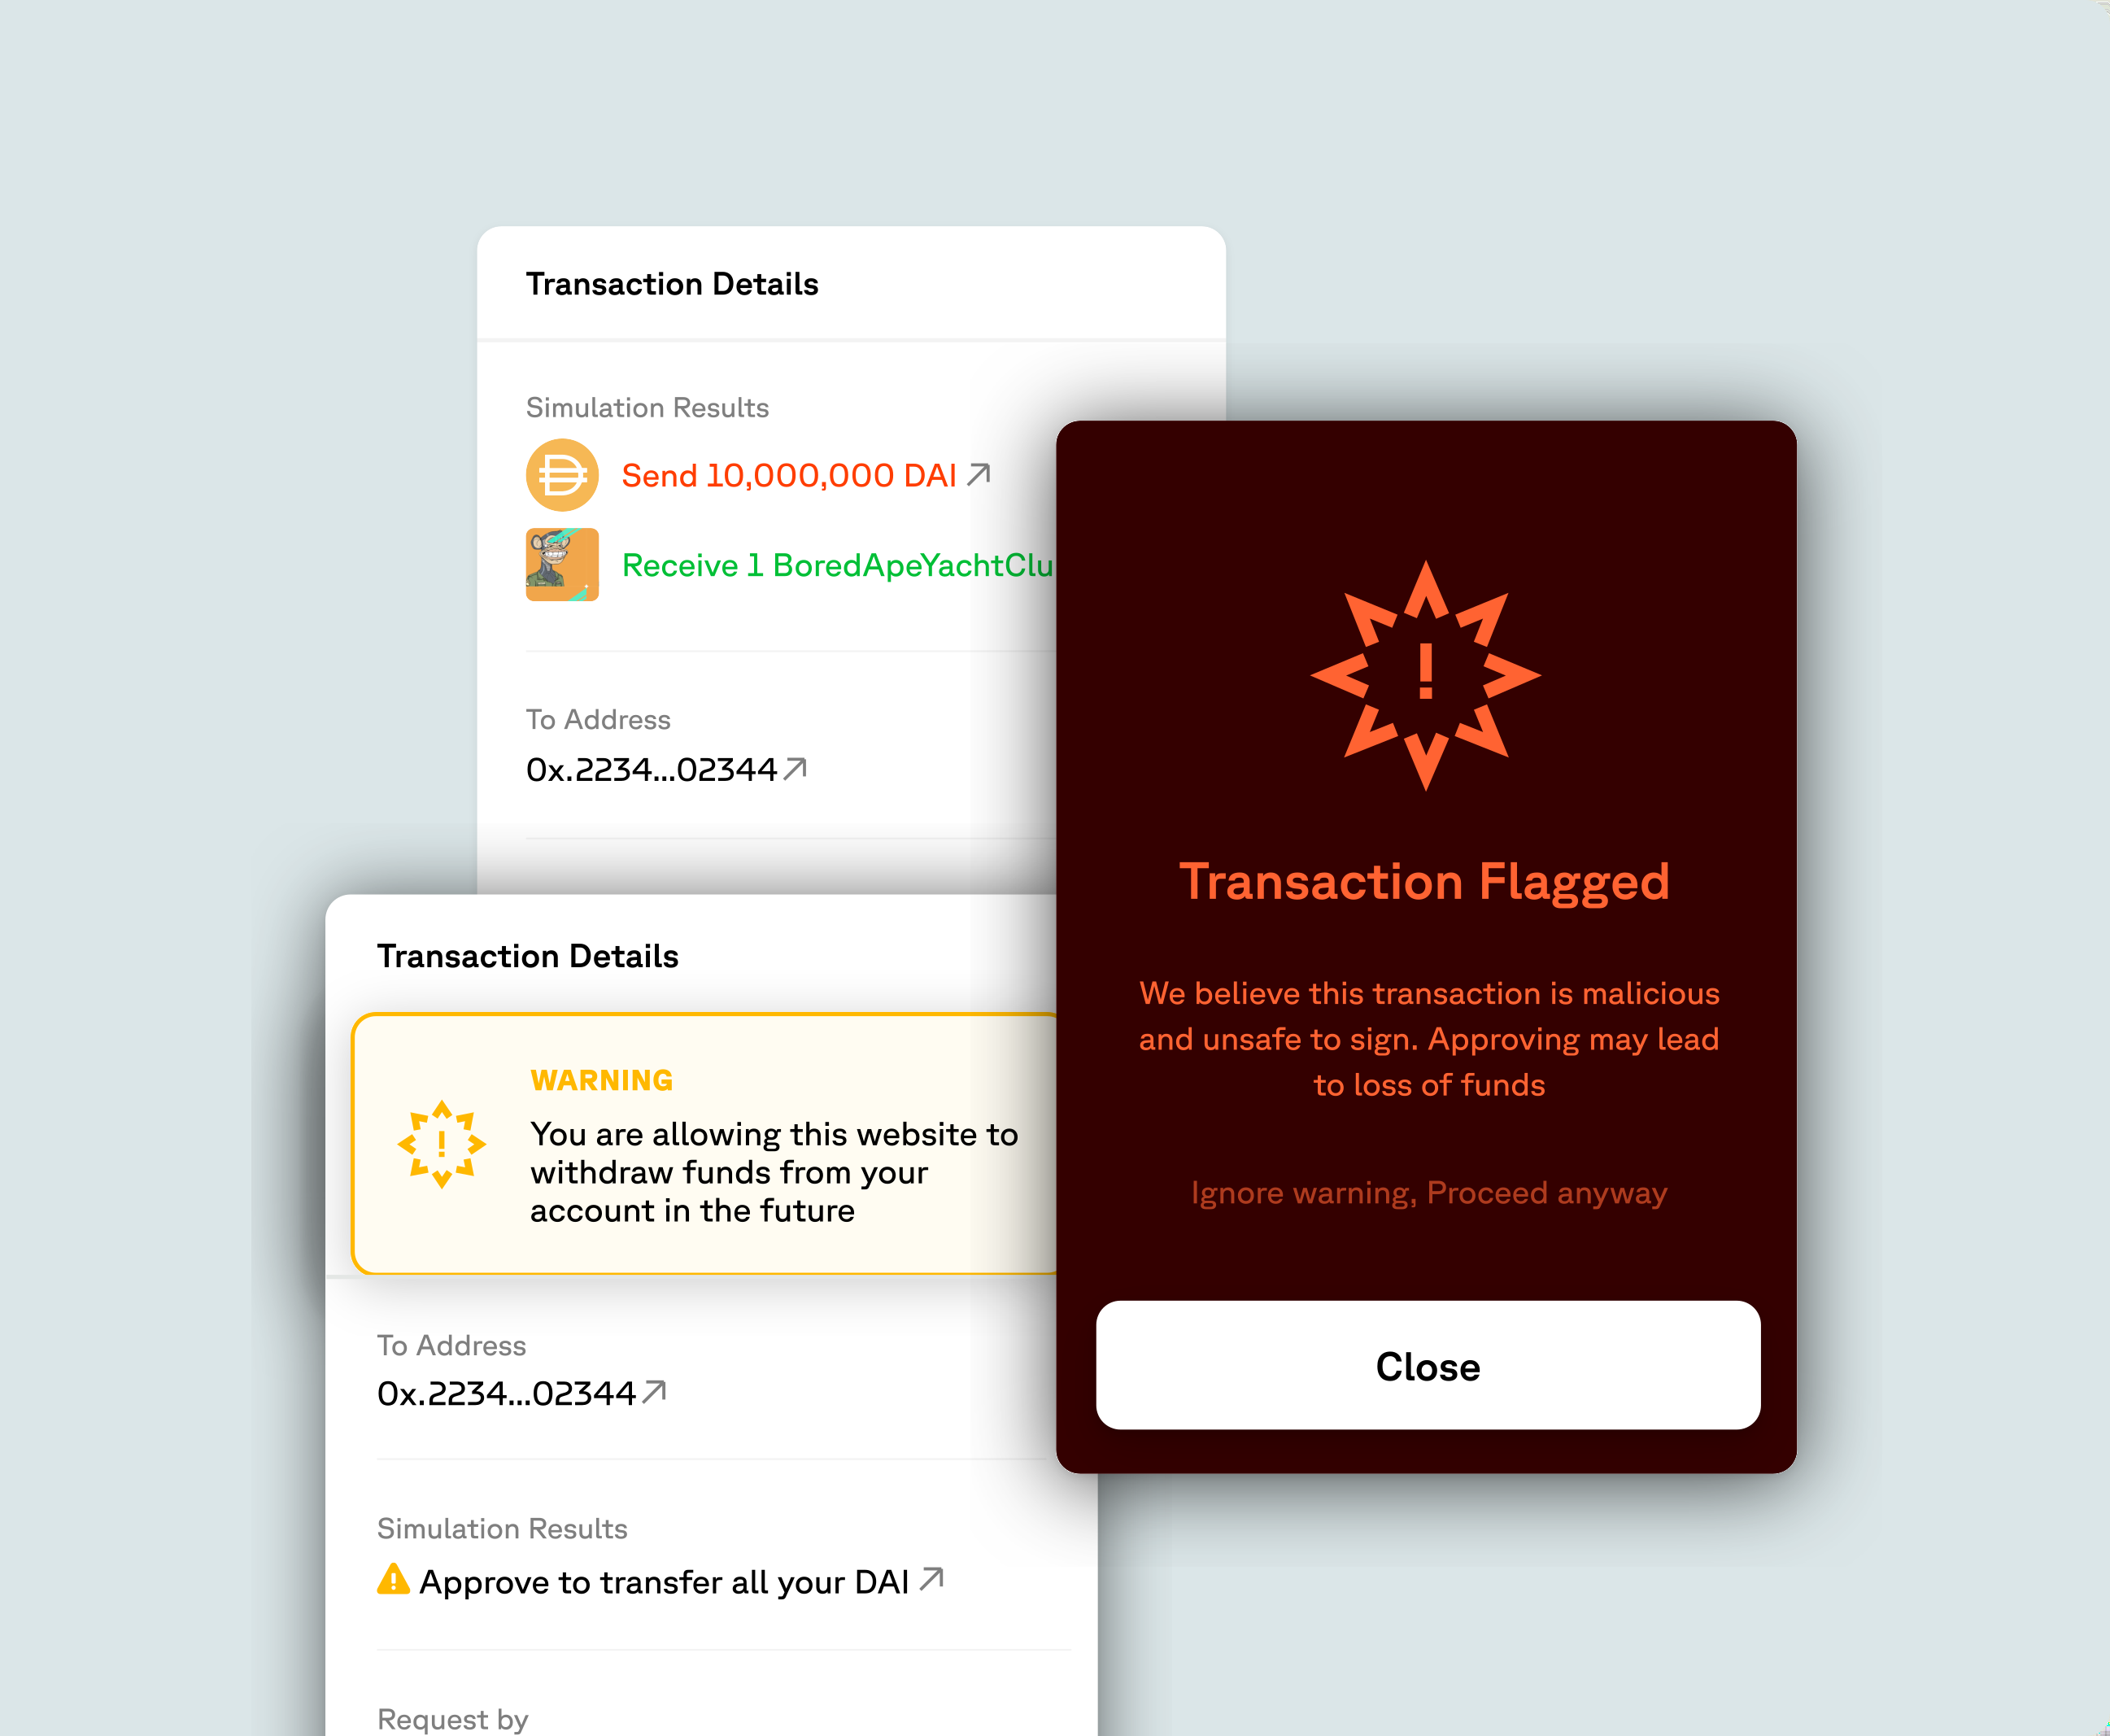 Transaction Details
Simulation Results
Send 10,000,000 DAI
Receive 1 BoredApeYachtClu
To Address
0x.2234...02344
Transaction Details
WARNING
You are allowing this website to
withdraw funds from your
account in the future
To Address
0x.2234...02344
Simulation Results
Approve to transfer all your DAI
Request by
Transaction Flagged
We believe this transaction is malicious
and unsafe to sign. Approving may lead
to loss of funds
Ignore warning, Proceed anyway
Close